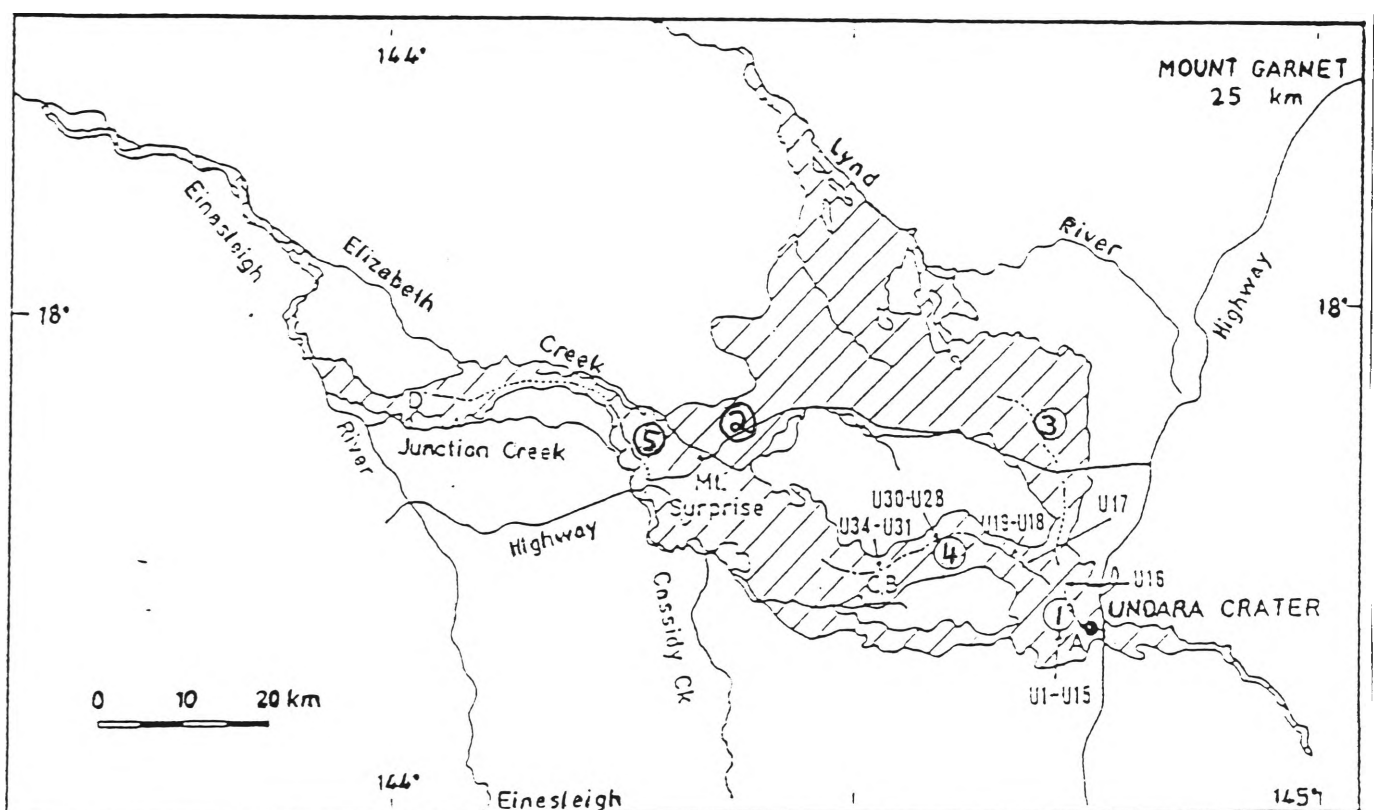 144°
MOUNT GARNET
25 km
Lynd
River
Einesleigh
Elizabeth
18°
Creek
Highway
18°
D
2
3
5
River
Junction Creek
Mt.
Surprise
U30-U28
U34-U31
U19-U18
U17
Highway
4
C B
U16
1
UNDARA CRATER
A
Cassidy Ck
U1-U15
0 10 20 km
144°
Einesleigh
145°